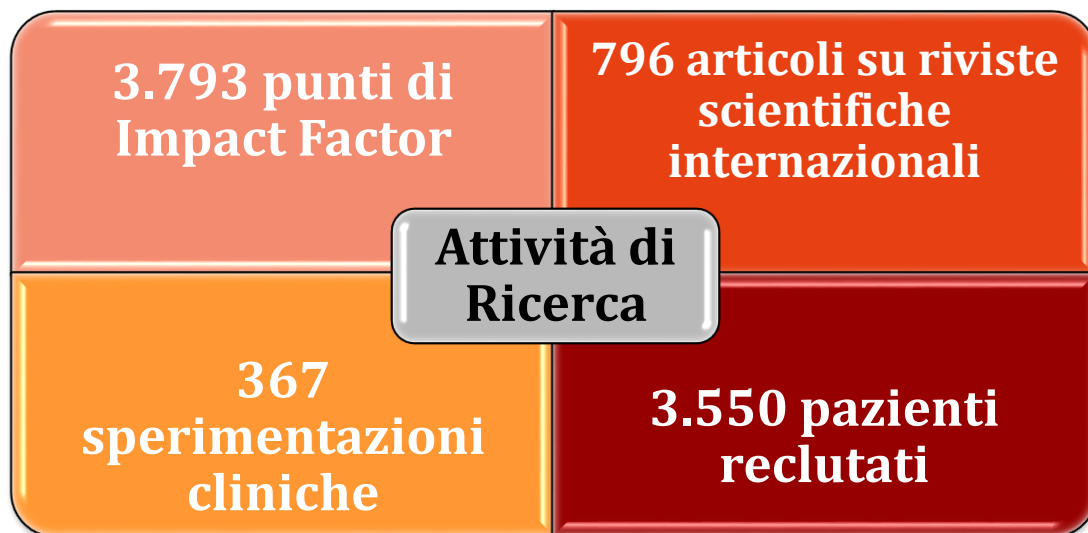 3.793 punti di
Impact Factor
796 articoli su riviste
scientifiche
internazionali
Attività di
Ricerca
367
sperimentazioni
cliniche
3.550 pazienti
reclutati